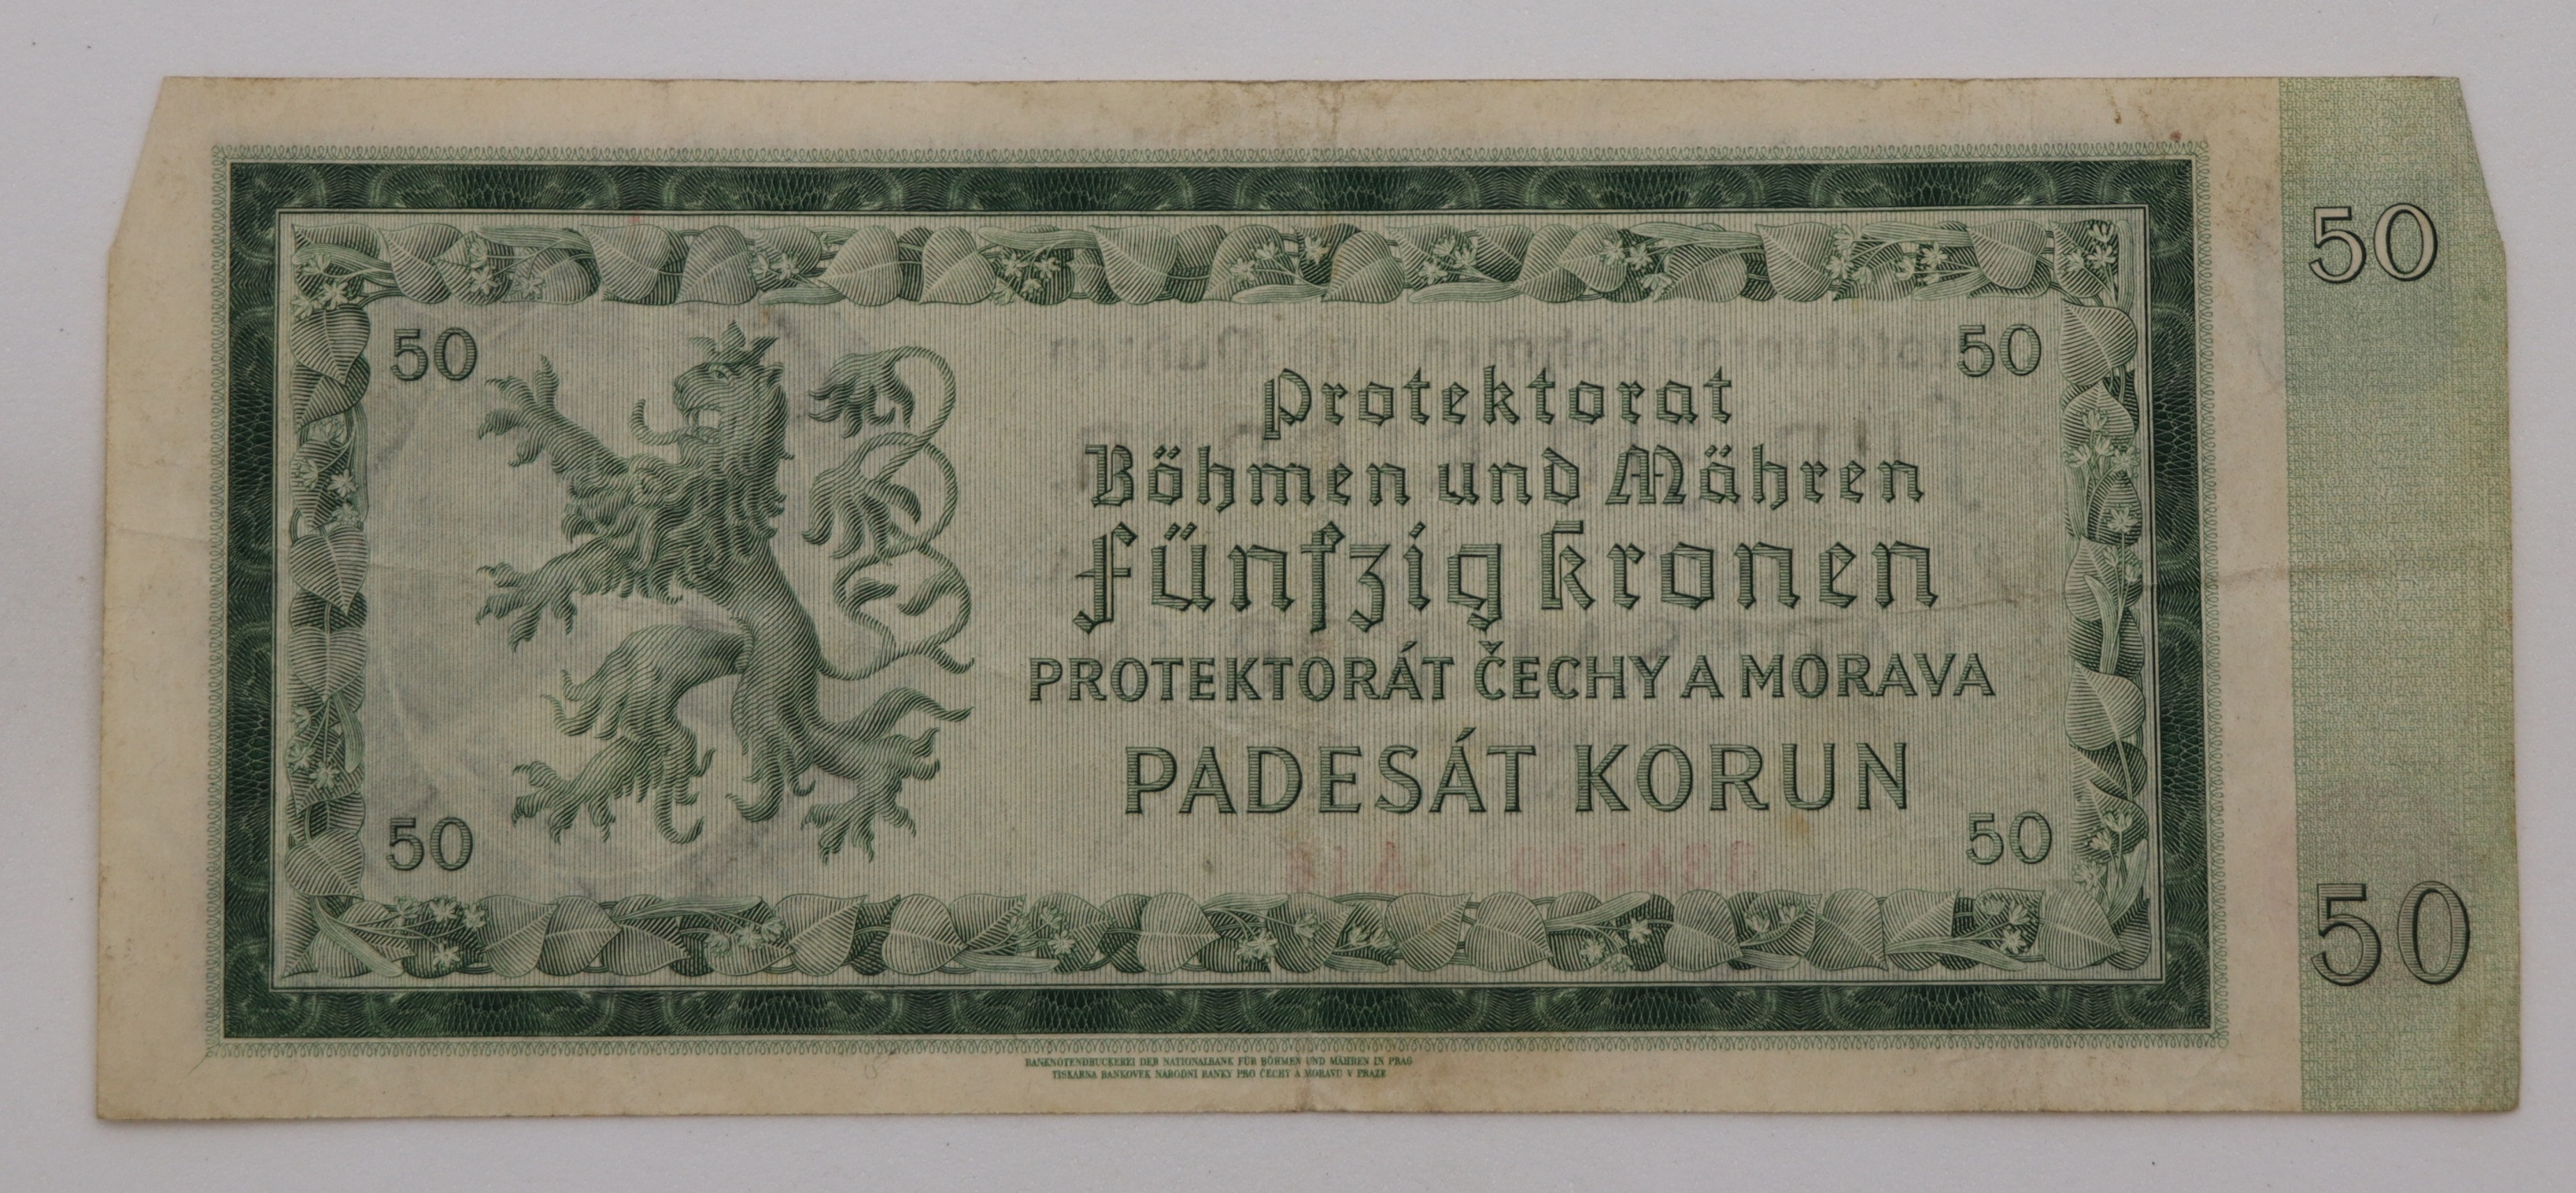 50
50 50
Protektorat
Böhmen und Mähren
Fünfzig Kronen
PROTEKTORÁT ČECHY A MORAVA
PADESÁT KORUN
50 50
50
BANKNOTENDRUCKEREI DER NATIONALBANK FÜR BÖHMEN UND MÄHREN IN PRAG
TISKÁRNA BANKOVEK NÁRODNÍ BANKY PRO ČECHY A MORAVU V PRAZE